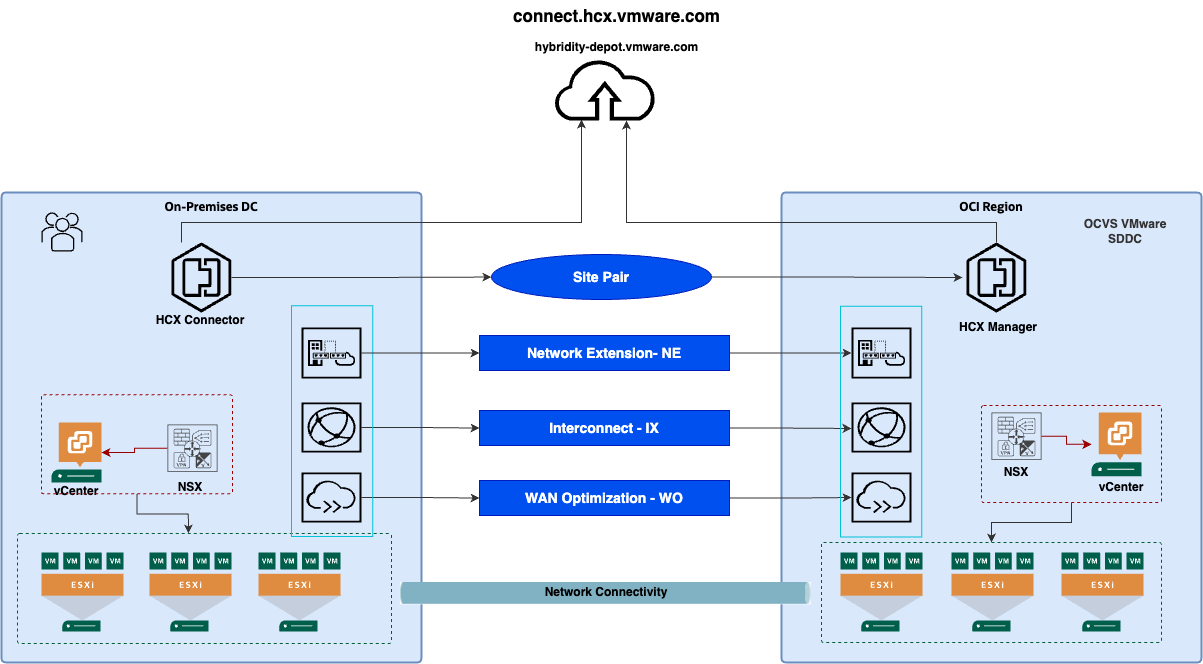 connect.hcx.vmware.com
hybridity-depot.vmware.com
On-Premises DC
OCI Region
OCVS VMware
SDDC
HCX Connector
Site Pair
HCX Manager
Network Extension- NE
Interconnect - IX
WAN Optimization - WO
vCenter
VPN
NSX
VPN
NSX
vCenter
VM VM VM VM
VM VM VM VM
VM VM VM VM
ESXi
ESXi
ESXi
Network Connectivity
VM VM VM VM
VM VM VM VM
VM VM VM VM
ESXi
ESXi
ESXi